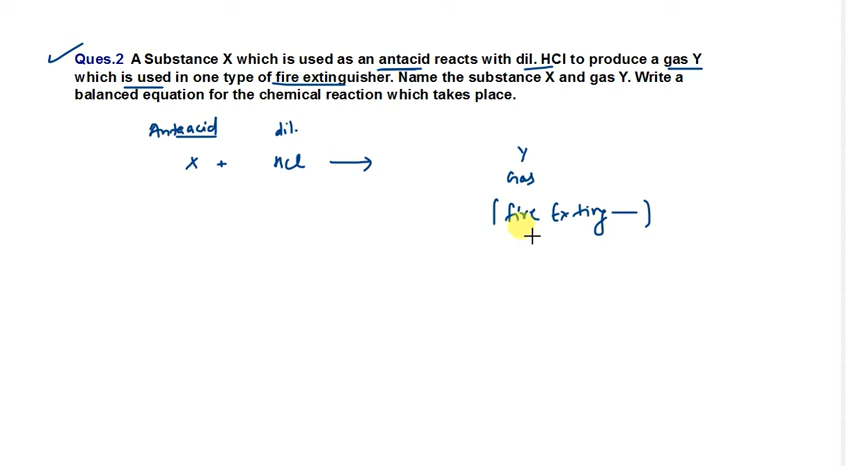 Ques.2 A Substance X which is used as an antacid reacts with dil. HCl to produce a gas Y
which is used in one type of fire extinguisher. Name the substance X and gas Y. Write a
balanced equation for the chemical reaction which takes place.
Antaacid dil.
X + HCl ⟶ Y
Gas
[fire Exting—)